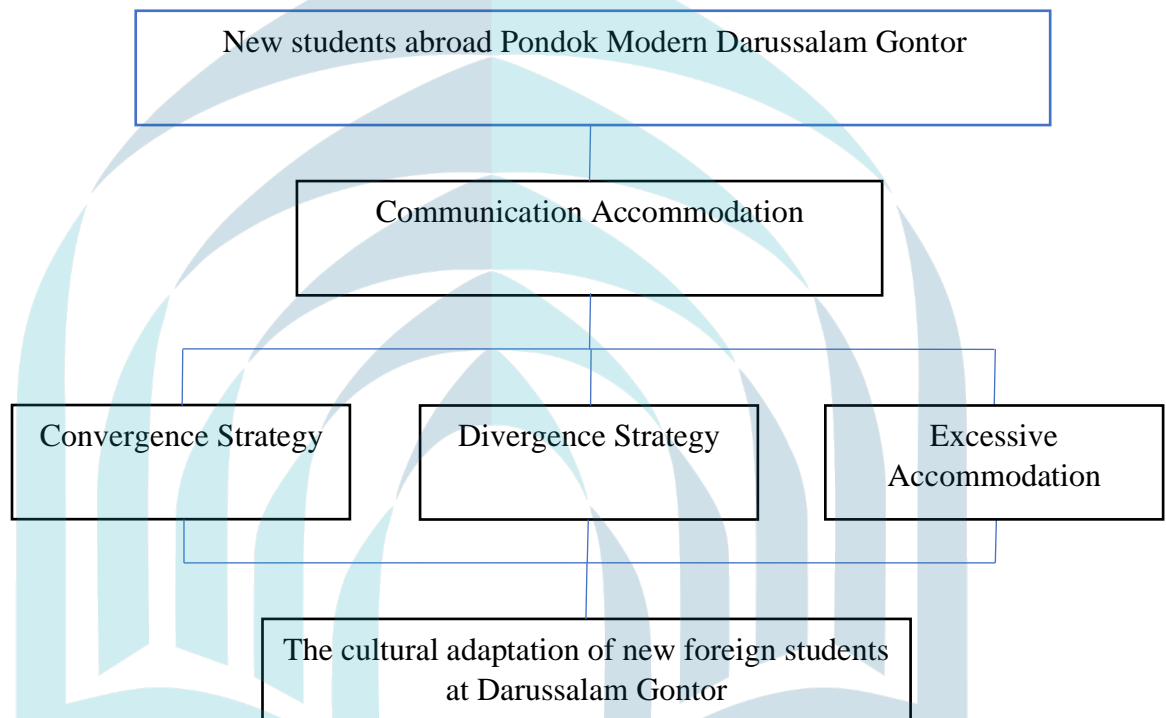 New students abroad Pondok Modern Darussalam Gontor
Communication Accommodation
Convergence Strategy
Divergence Strategy
Excessive
Accommodation
The cultural adaptation of new foreign students
at Darussalam Gontor